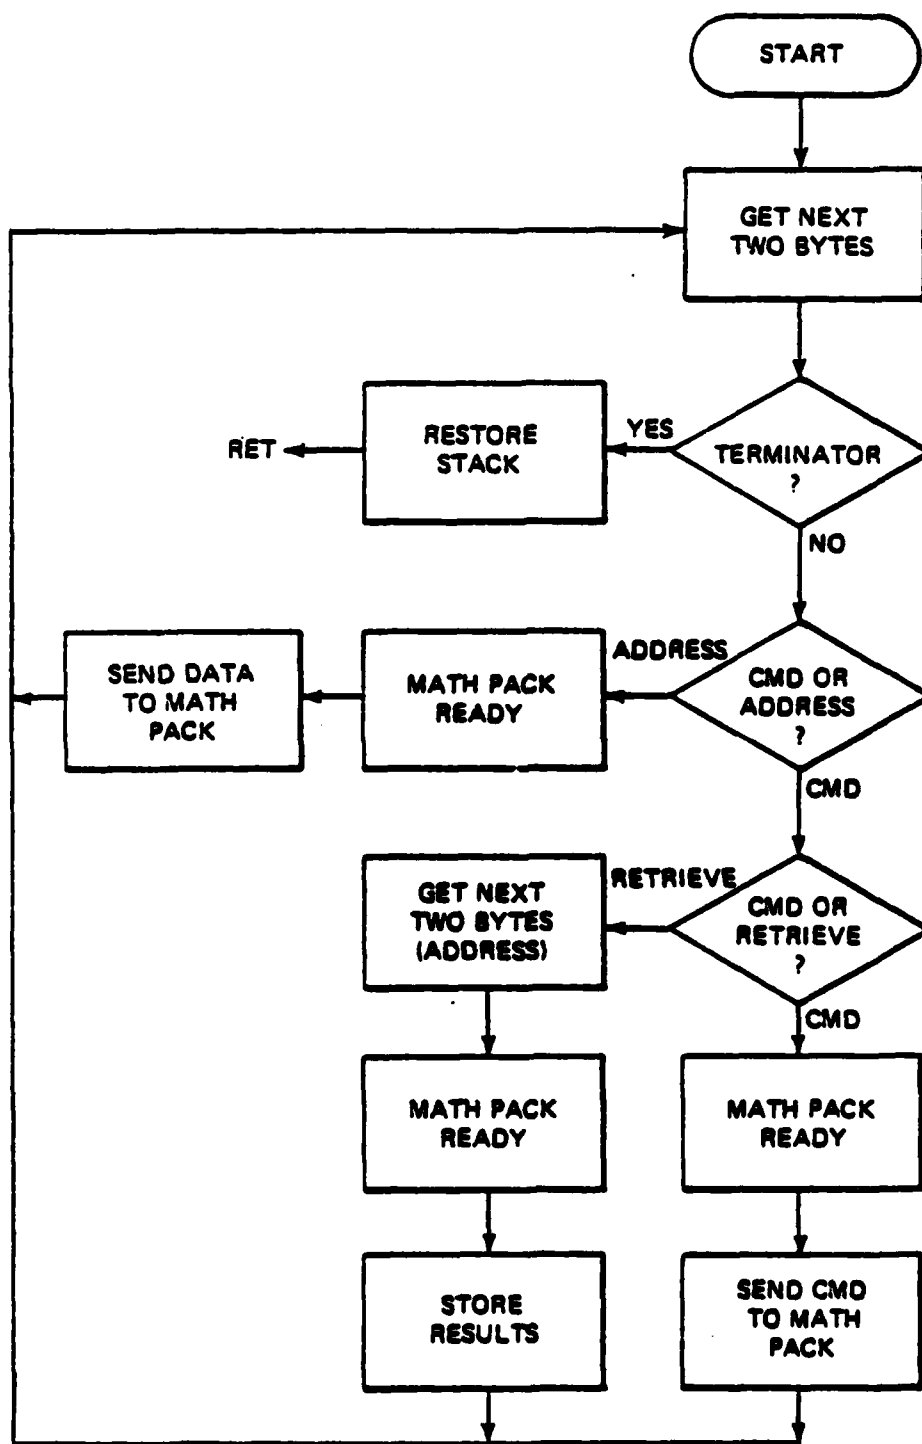 START
GET NEXT
TWO BYTES
RET
RESTORE
STACK
YES
TERMINATOR
?
NO
SEND DATA
TO MATH
PACK
MATH PACK
READY
ADDRESS
CMD OR
ADDRESS
?
CMD
GET NEXT
TWO BYTES
(ADDRESS)
RETRIEVE
CMD OR
RETRIEVE
?
CMD
MATH PACK
READY
MATH PACK
READY
STORE
RESULTS
SEND CMD
TO MATH
PACK